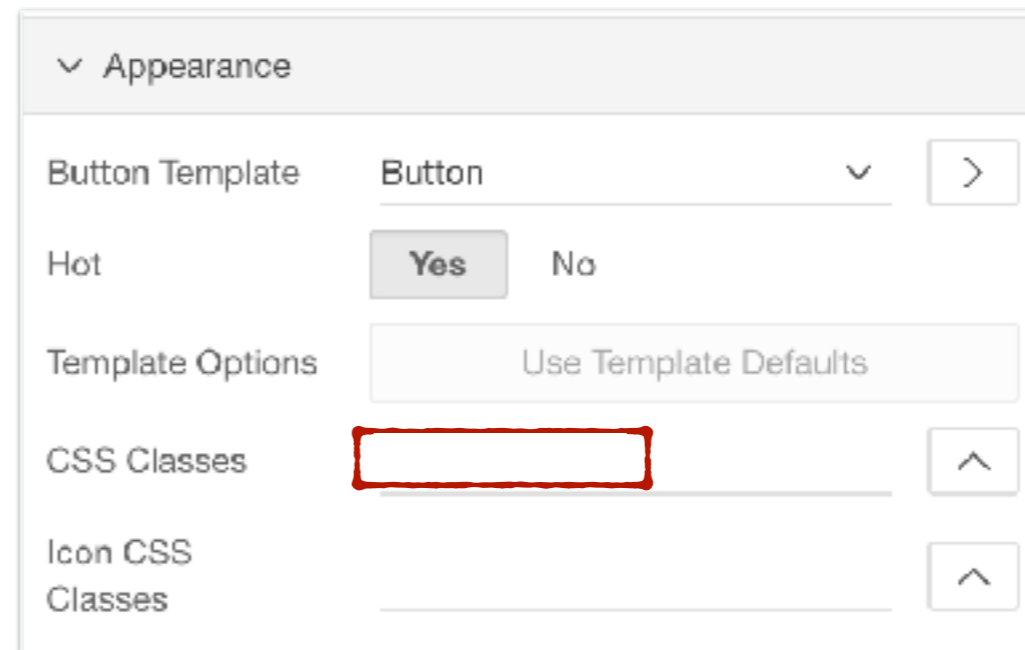 Appearance
Button Template Button
Hot Yes No
Template Options Use Template Defaults
CSS Classes
Icon CSS
Classes